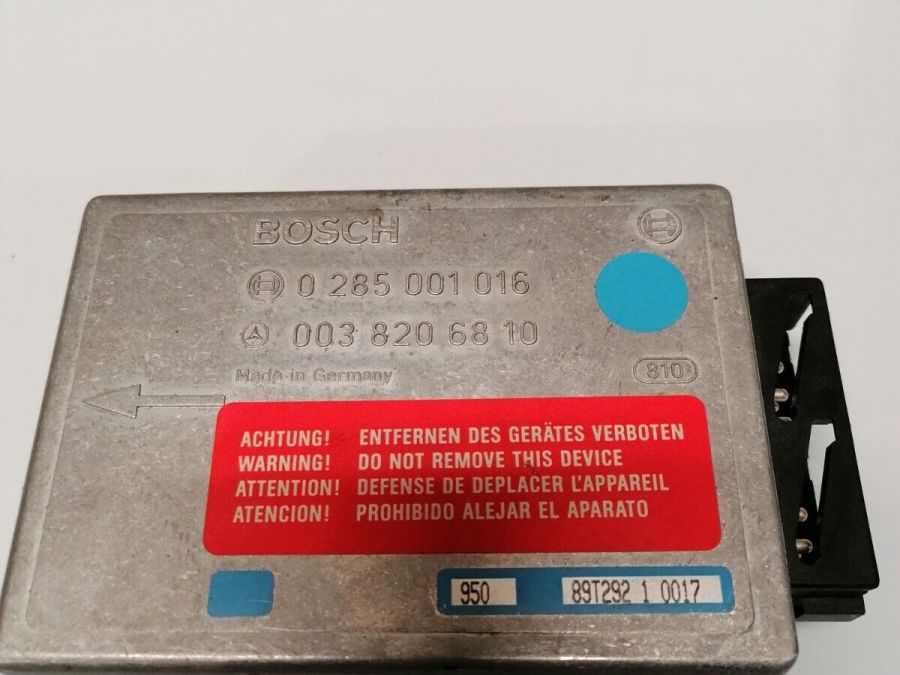 BOSCH
0 285 001 016
003 820 68 10
Made in Germany
810
ACHTUNG! ENTFERNEN DES GERÄTES VERBOTEN
WARNING! DO NOT REMOVE THIS DEVICE
ATTENTION! DEFENSE DE DEPLACER L'APPAREIL
ATENCION! PROHIBIDO ALEJAR EL APARATO
950 89T292 1 0017